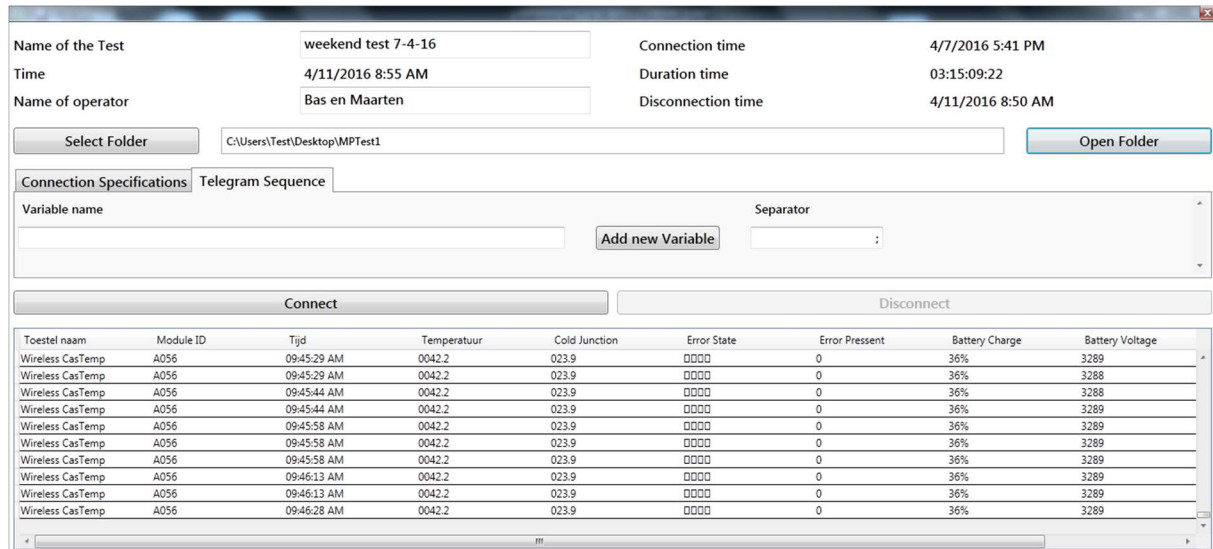 Name of the Test weekend test 7-4-16 Connection time 4/7/2016 5:41 PM
Time 4/11/2016 8:55 AM Duration time 03:15:09:22
Name of operator Bas en Maarten Disconnection time 4/11/2016 8:50 AM
Select Folder C:\Users\Test\Desktop\MPTest1 Open Folder
Connection Specifications Telegram Sequence
Variable name Separator
Add new Variable ;
Connect Disconnect
Toestel naam Module ID Tijd Temperatuur Cold Junction Error State Error Pressent Battery Charge Battery Voltage
Wireless CasTemp A056 09:45:29 AM 0042.2 023.9 □□□□ 0 36% 3289
Wireless CasTemp A056 09:45:29 AM 0042.2 023.9 □□□□ 0 36% 3288
Wireless CasTemp A056 09:45:44 AM 0042.2 023.9 □□□□ 0 36% 3288
Wireless CasTemp A056 09:45:44 AM 0042.2 023.9 □□□□ 0 36% 3289
Wireless CasTemp A056 09:45:58 AM 0042.2 023.9 □□□□ 0 36% 3289
Wireless CasTemp A056 09:45:58 AM 0042.2 023.9 □□□□ 0 36% 3289
Wireless CasTemp A056 09:45:58 AM 0042.2 023.9 □□□□ 0 36% 3289
Wireless CasTemp A056 09:46:13 AM 0042.2 023.9 □□□□ 0 36% 3289
Wireless CasTemp A056 09:46:13 AM 0042.2 023.9 □□□□ 0 36% 3289
Wireless CasTemp A056 09:46:28 AM 0042.2 023.9 □□□□ 0 36% 3289